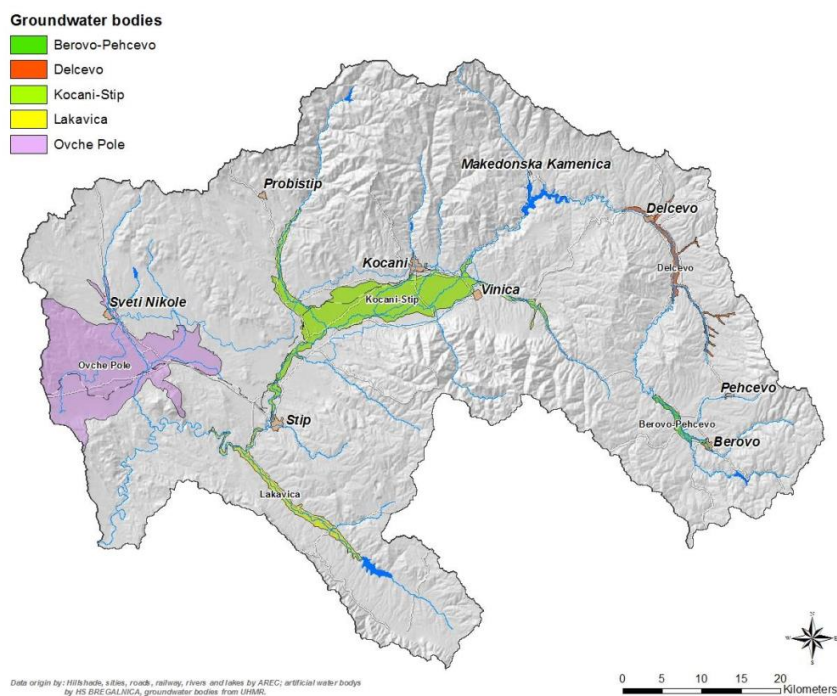 Groundwater bodies
Berovo-Pehcevo
Delcevo
Kocani-Stip
Lakavica
Ovche Pole
Makedonska Kamenica
Probistip
Delcevo
Kocani
Delcevo
Vinica
Kocani-Stip
Sveti Nikole
Ovche Pole
Pehcevo
Stip
Berovo-Pehcevo
Berovo
Lakavica
Data origin by: Hillshade, sities, roads, railway, rivers and lakes by AREC; artificial water bodys
by HS BREGALNICA, groundwater bodies from UHMR.
N
W E
S
0 5 10 20
Kilometers